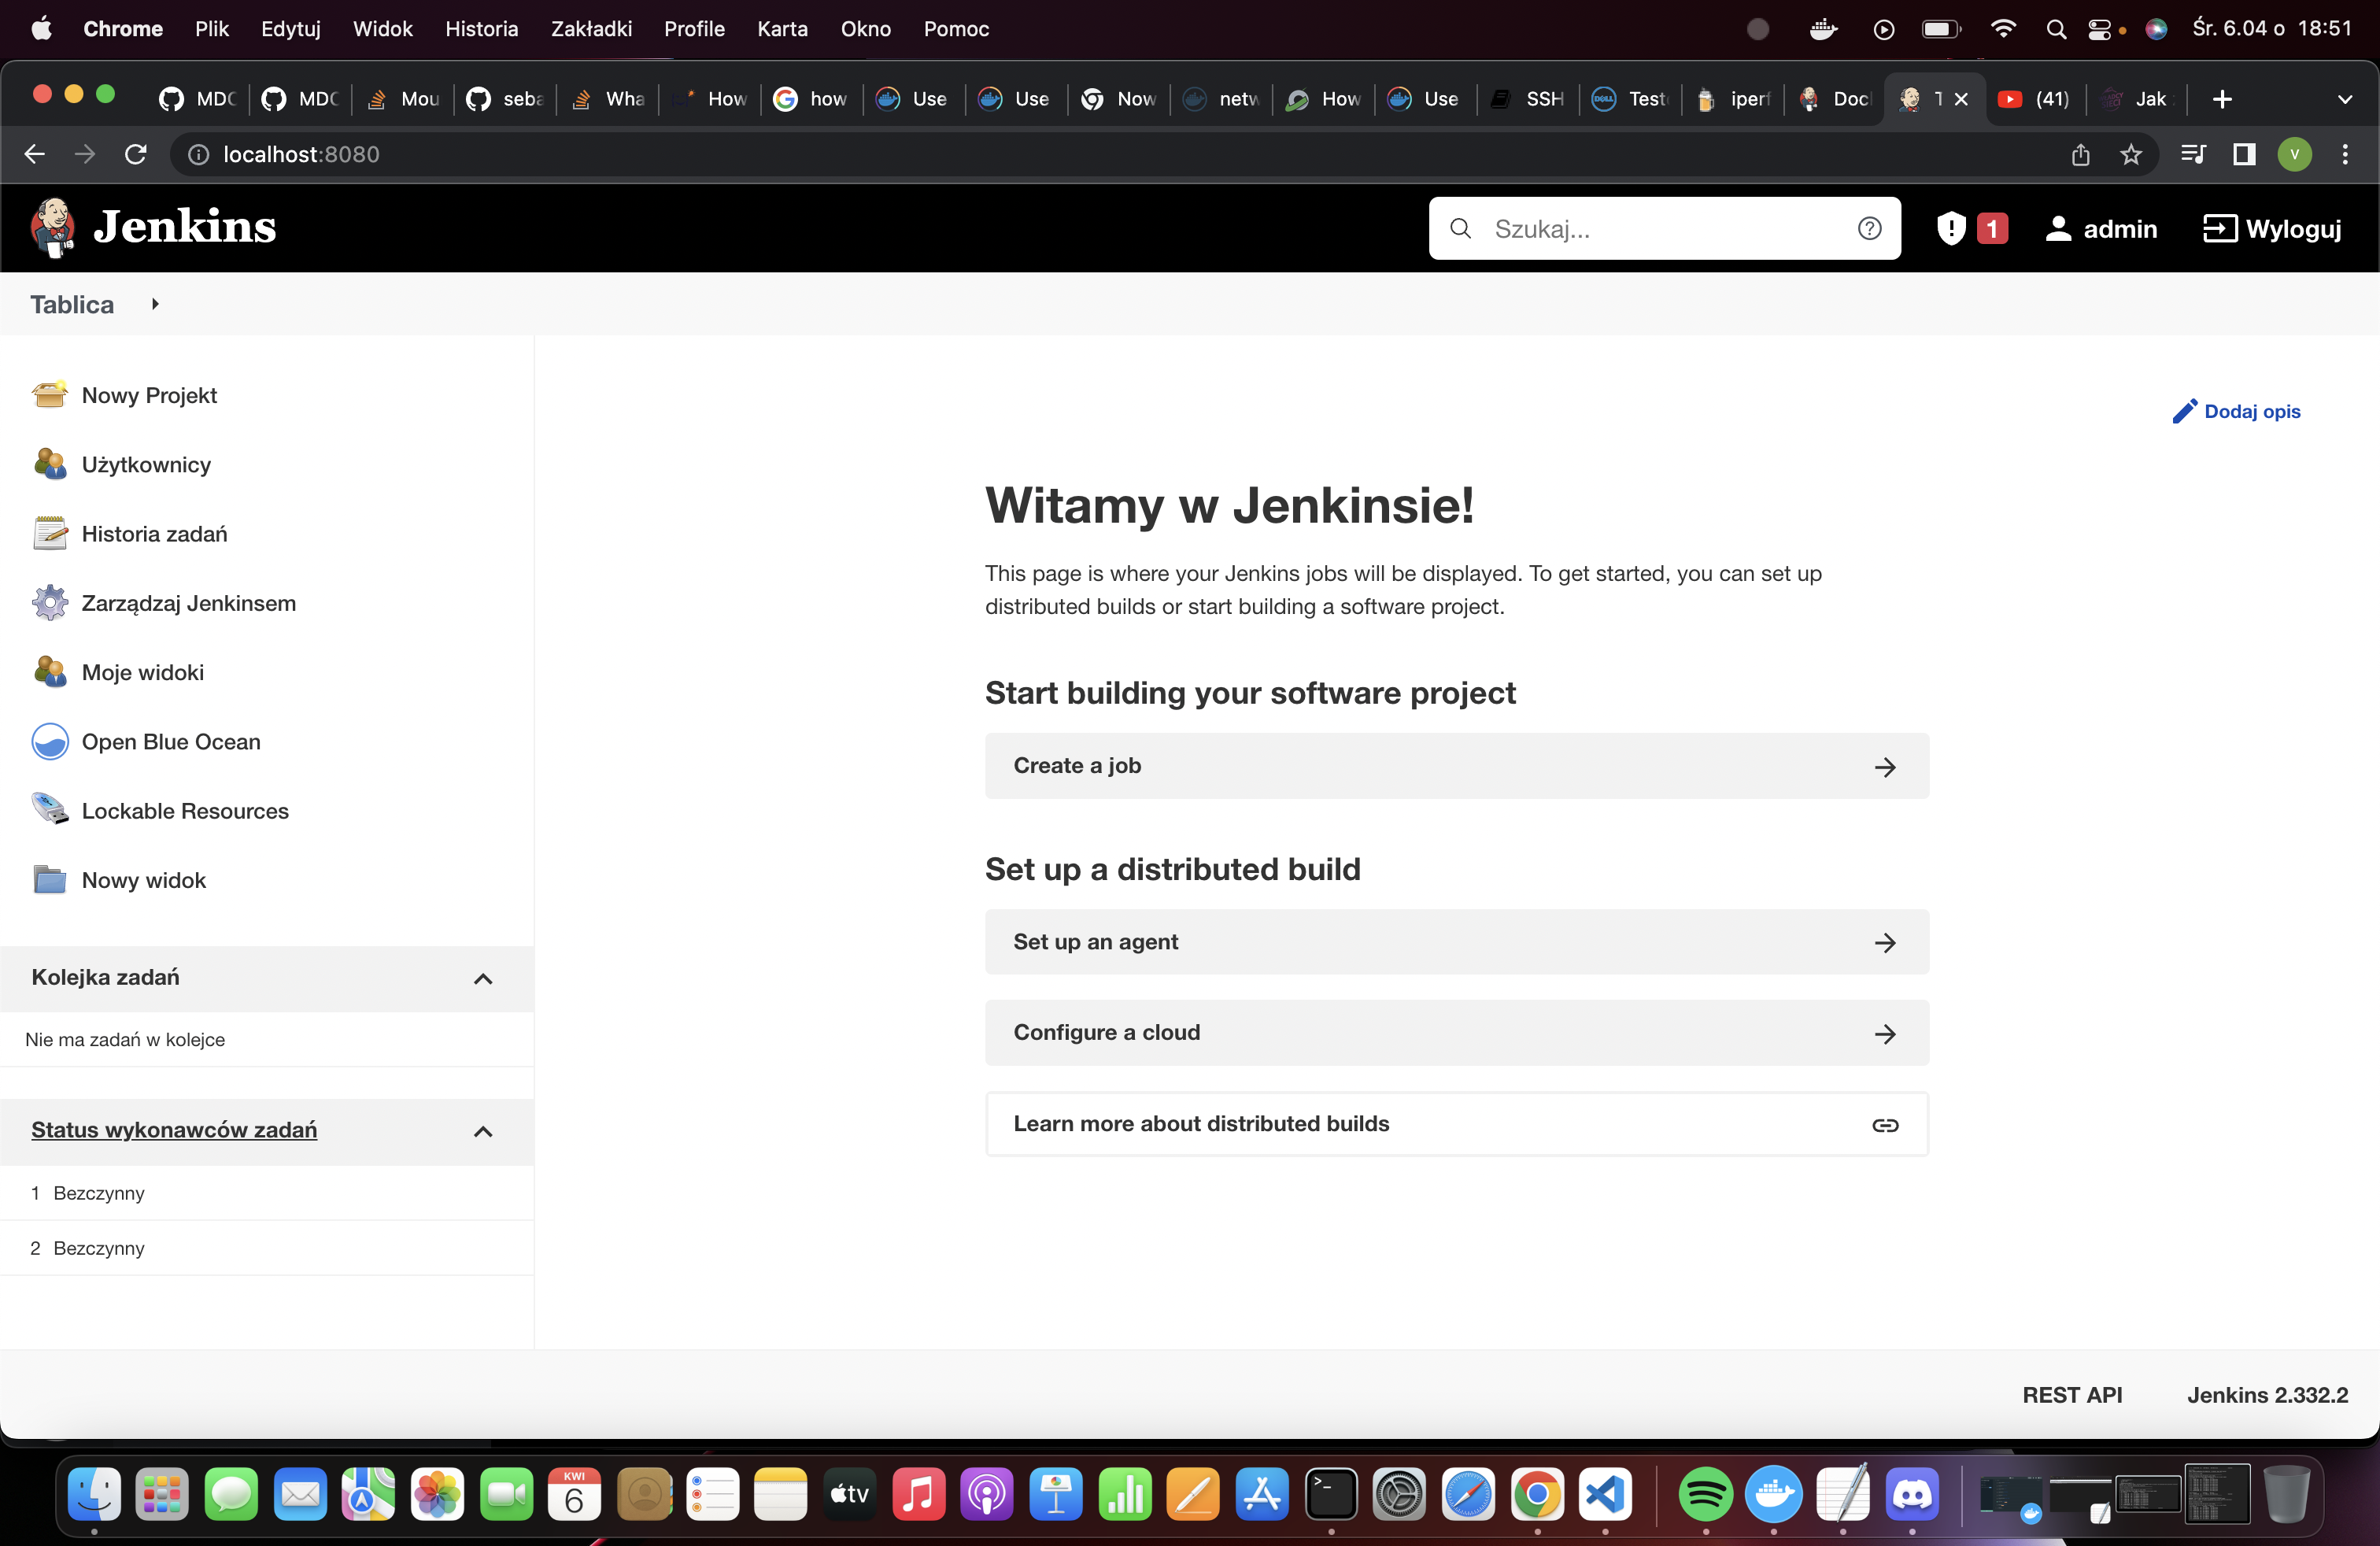 Chrome Plik Edytuj Widok Historia Zakładki Profile Karta Okno Pomoc Śr. 6.04 o 18:51
MDC MDC Mou seba Wha How how Use Use Now netw How Use SSH DELL Test iperf Doc T (41) Jak
localhost:8080 V
Jenkins Szukaj... 1 admin Wyloguj
Tablica
Nowy Projekt
Dodaj opis
Użytkownicy
Historia zadań
Zarządzaj Jenkinsem
Moje widoki
Open Blue Ocean
Lockable Resources
Nowy widok
Kolejka zadań
Nie ma zadań w kolejce
Status wykonawców zadań
1 Bezczynny
2 Bezczynny
Witamy w Jenkinsie!
This page is where your Jenkins jobs will be displayed. To get started, you can set up
distributed builds or start building a software project.
Start building your software project
Create a job
Set up a distributed build
Set up an agent
Configure a cloud
Learn more about distributed builds
REST API Jenkins 2.332.2
KWI
6
tv